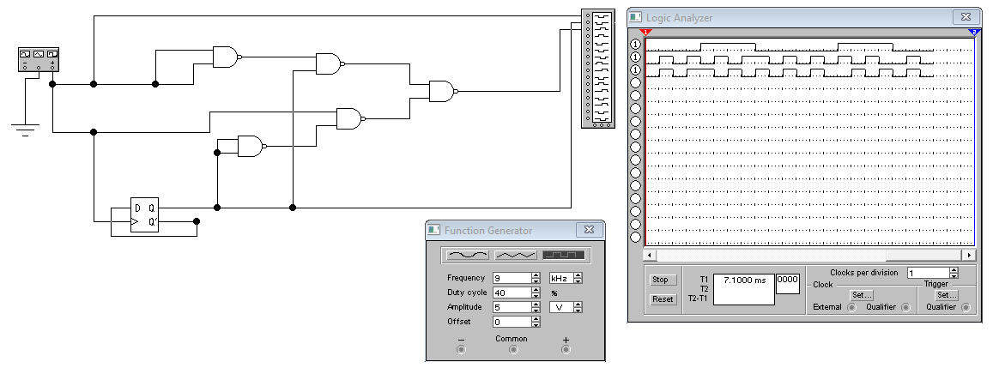 − +
D Q
Q'
Function Generator
Frequency 9 kHz
Duty cycle 40 %
Amplitude 5 V
Offset 0
− Common +
Logic Analyzer
1
1
1
1
Stop
Reset
T1 7.1000 ms 0000
T2
T2-T1
Clocks per division 1
Clock
Set...
External Qualifier
Trigger
Set...
Qualifier